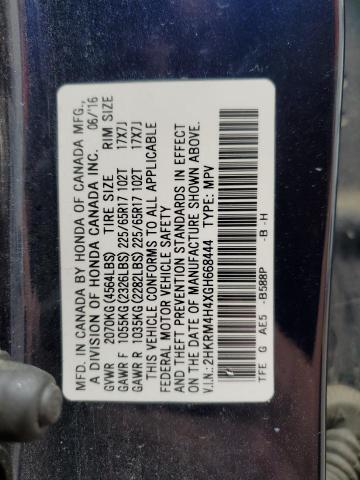 MFD. IN CANADA BY HONDA OF CANADA MFG.,
A DIVISION OF HONDA CANADA INC. 06/16
GVWR 2070KG(4564LBS) TIRE SIZE RIM SIZE
GAWR F 1055KG(2326LBS) 225/65R17 102T 17X7J
GAWR R 1035KG(2282LBS) 225/65R17 102T 17X7J
THIS VEHICLE CONFORMS TO ALL APPLICABLE
FEDERAL MOTOR VEHICLE SAFETY
AND THEFT PREVENTION STANDARDS IN EFFECT
ON THE DATE OF MANUFACTURE SHOWN ABOVE.
V.I.N.: 2HKRM4H4XGH668444 TYPE: MPV
TFE G AE5 -B588P -B -H